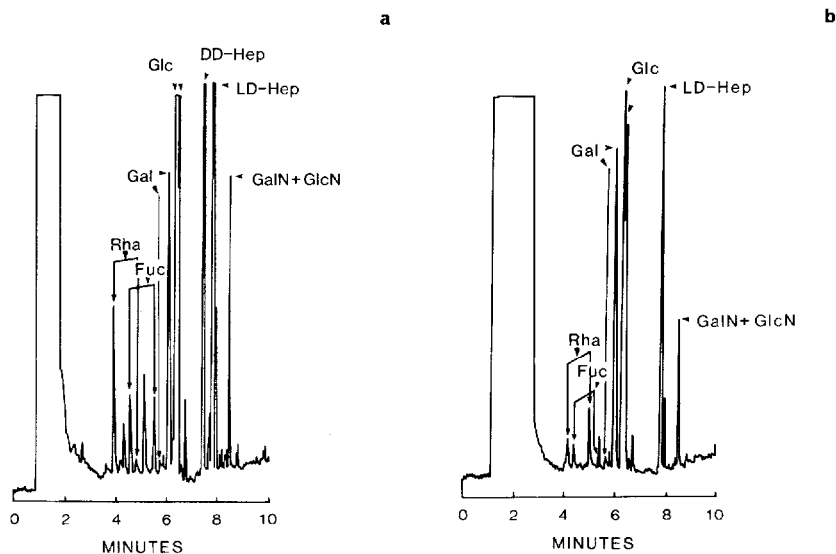 a
DD-Hep
Glc
LD-Hep
Gal
GalN+GlcN
Rha
Fuc
0 2 4 6 8 10
MINUTES
b
Glc
LD-Hep
Gal
GalN+GlcN
Rha
Fuc
0 2 4 6 8 10
MINUTES